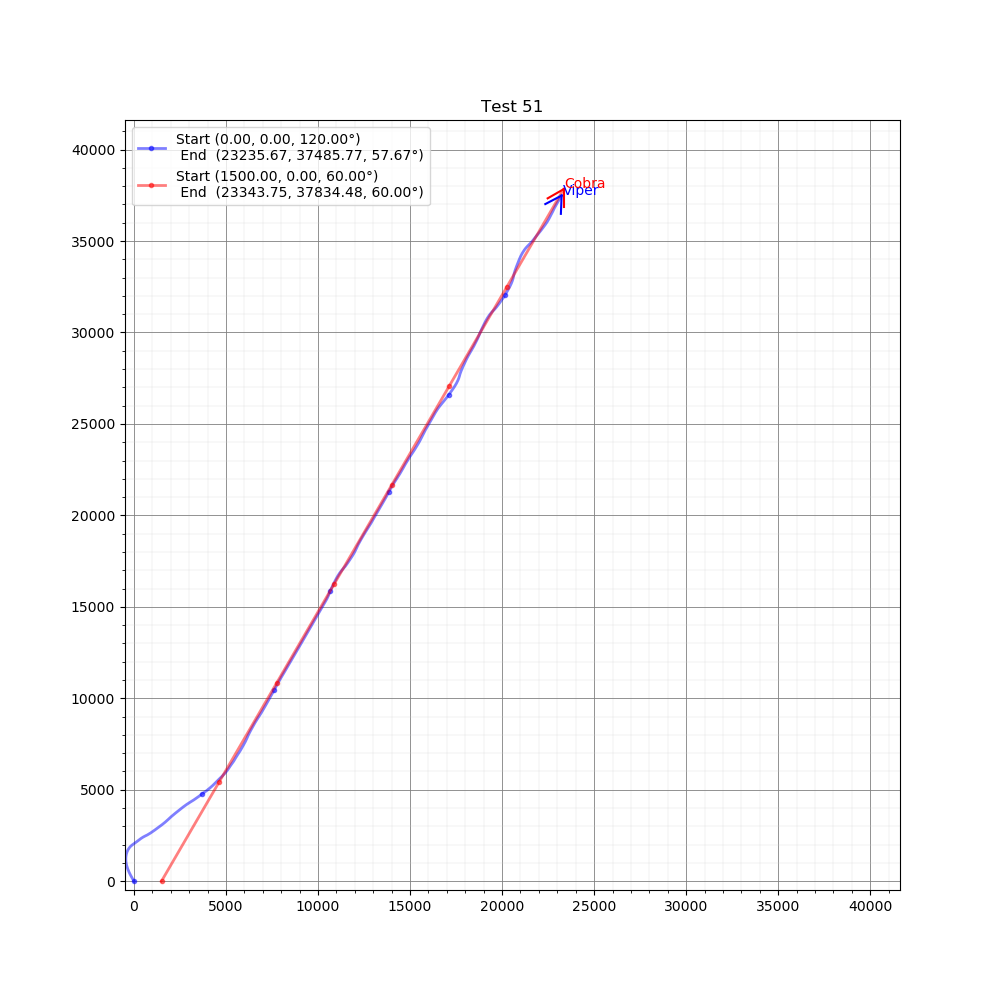 Test 51
Start (0.00, 0.00, 120.00°)
End  (23235.67, 37485.77, 57.67°)
Start (1500.00, 0.00, 60.00°)
End  (23343.75, 37834.48, 60.00°)
Cobra
Viper
40000
35000
30000
25000
20000
15000
10000
5000
0
0 5000 10000 15000 20000 25000 30000 35000 40000